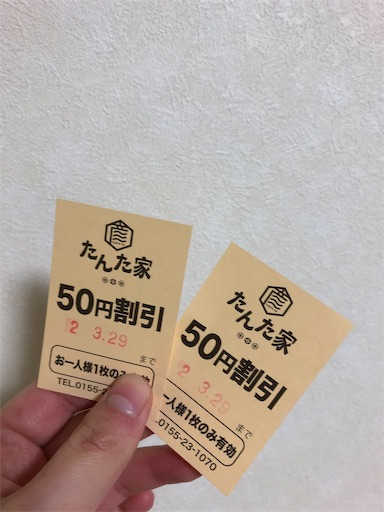 たんた家
50円割引
2 3.29
まで
お一人様1枚のみ有効
TEL.0155-2
たんた家
50円割引
2 3.29
まで
お一人様1枚のみ有効
L.0155-23-1070